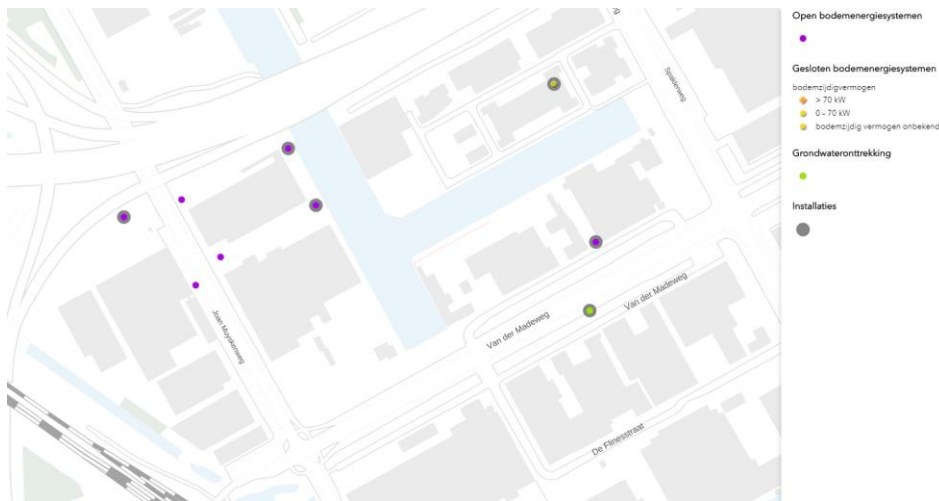 Open bodemenergiesystemen
Gesloten bodemenergiesystemen
bodemzijdigvermogen
> 70 kW
0 - 70 kW
bodemzijdig vermogen onbekend
Grondwateronttrekking
Installaties
Spaklerweg
Joan Muyskenweg
Van der Madeweg
Van der Madeweg
De Flinesstraat